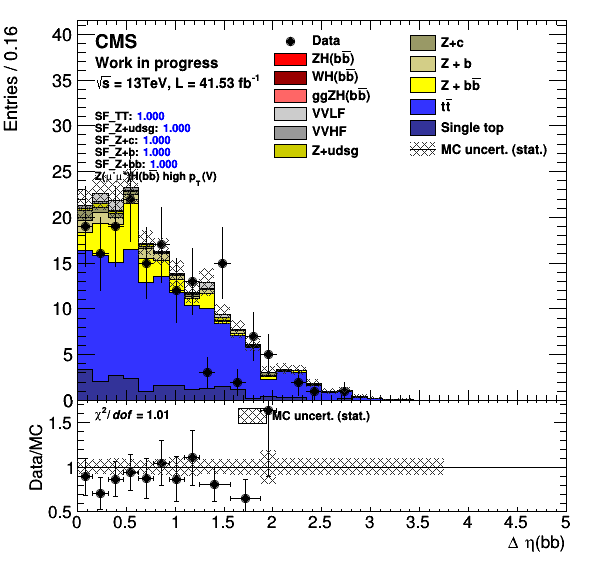 CMS
Work in progress
√s = 13TeV, L = 41.53 fb⁻¹
SF_TT: 1.000
SF_Z+udsg: 1.000
SF_Z+c: 1.000
SF_Z+b: 1.000
SF_Z+bb: 1.000
Z(μ⁻μ⁺)H(bb̅) high p_T(V)
Data
ZH(bb̅)
WH(bb̅)
ggZH(bb̅)
VVLF
VVHF
Z+udsg
Z+c
Z + b
Z + bb̅
tt̅
Single top
MC uncert. (stat.)
Entries / 0.16
40
35
30
25
20
15
10
5
0
χ²/dof = 1.01
MC uncert. (stat.)
Data/MC
1.5
1
0.5
0 0.5 1 1.5 2 2.5 3 3.5 4 4.5 5
Δ η(bb)